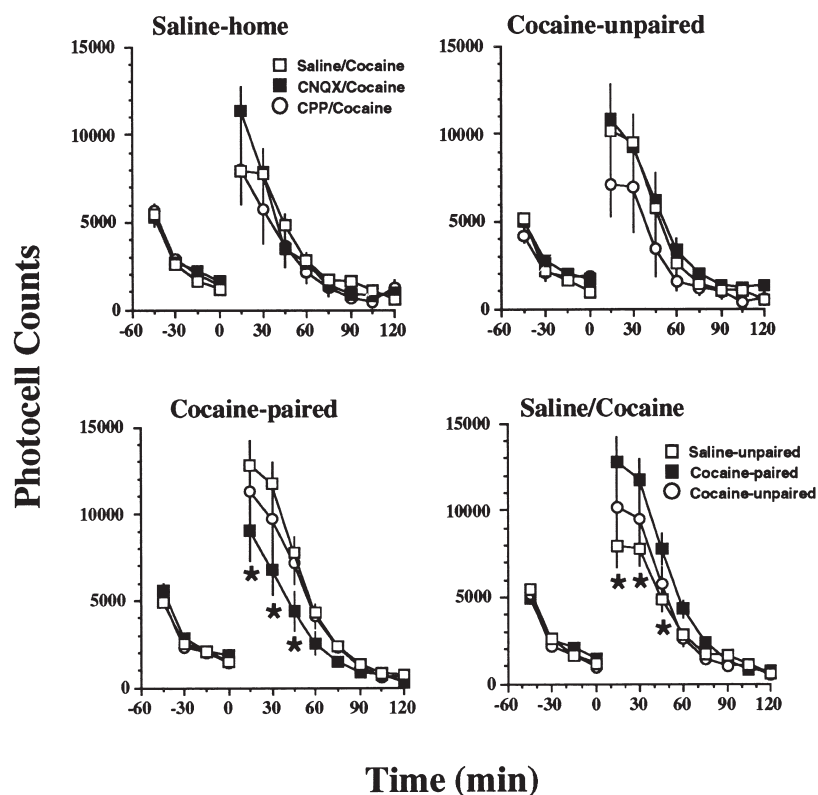 Saline-home
15000
10000
5000
0
-60 -30 0 30 60 90 120
Saline/Cocaine
CNQX/Cocaine
CPP/Cocaine
Cocaine-unpaired
15000
10000
5000
0
-60 -30 0 30 60 90 120
Photocell Counts
Cocaine-paired
15000
10000
5000
0
-60 -30 0 30 60 90 120
Saline/Cocaine
15000
10000
5000
0
-60 -30 0 30 60 90 120
Saline-unpaired
Cocaine-paired
Cocaine-unpaired
Time (min)